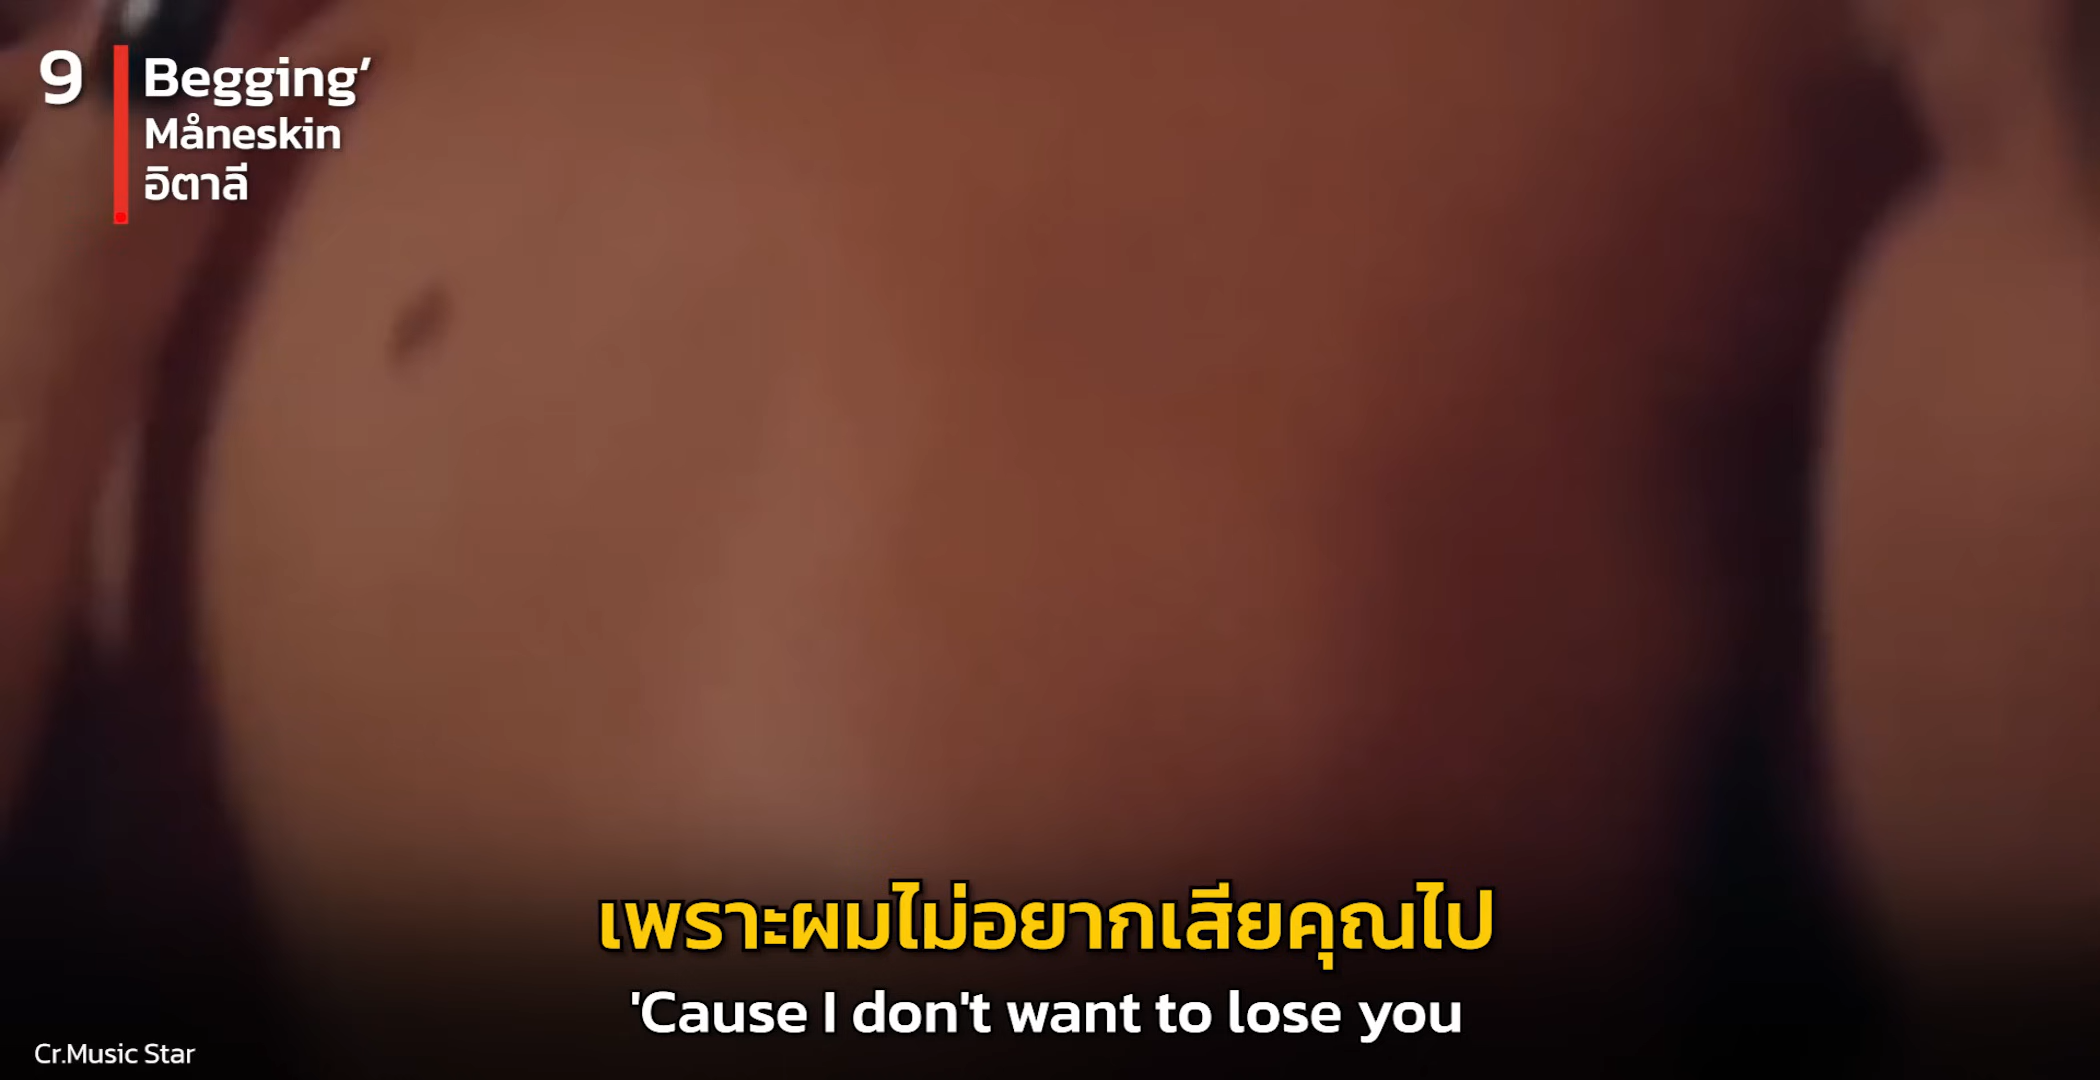 9
Begging’
Måneskin
อิตาลี
เพราะผมไม่อยากเสียคุณไป
'Cause I don't want to lose you
Cr.Music Star